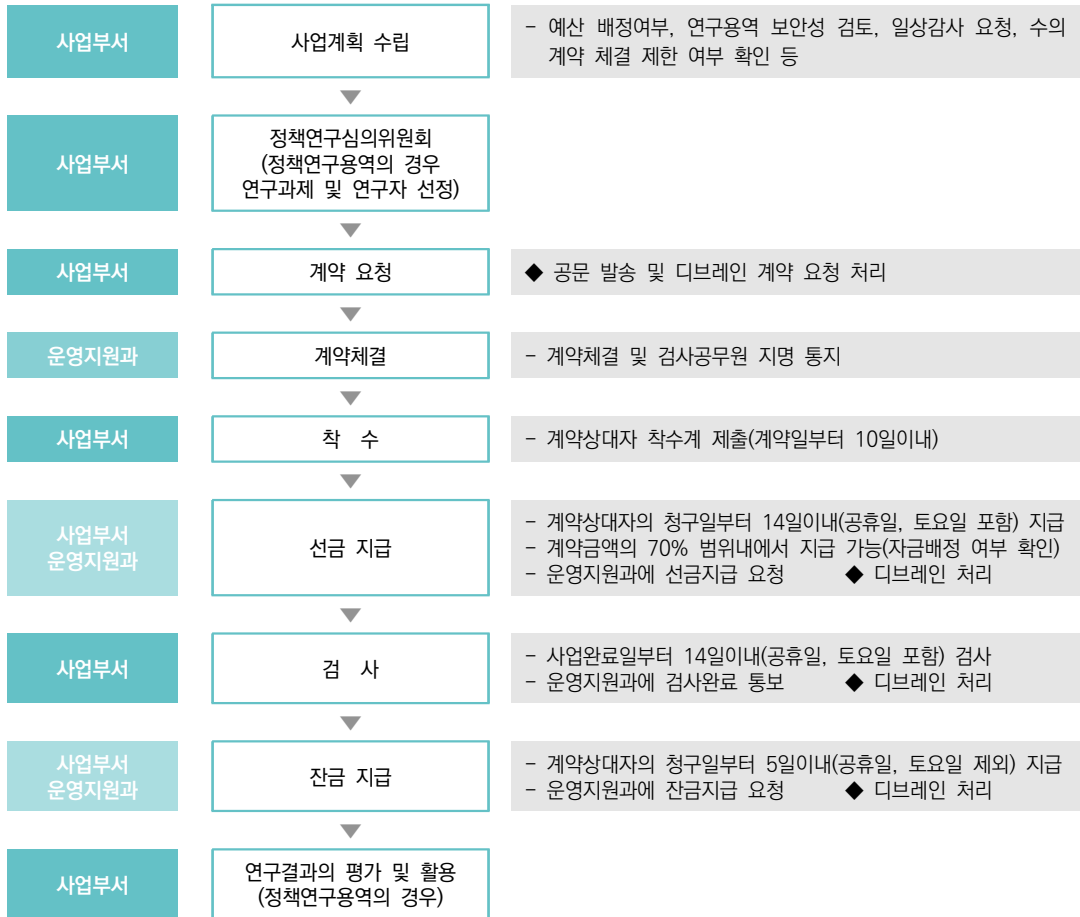 사업부서
사업계획 수립
- 예산 배정여부, 연구용역 보안성 검토, 일상감사 요청, 수의
계약 체결 제한 여부 확인 등
▼
사업부서
정책연구심의위원회
(정책연구용역의 경우
연구과제 및 연구자 선정)
▼
사업부서
계약 요청
◆ 공문 발송 및 디브레인 계약 요청 처리
▼
운영지원과
계약체결
- 계약체결 및 검사공무원 지명 통지
▼
사업부서
착 수
- 계약상대자 착수계 제출(계약일부터 10일이내)
▼
사업부서
운영지원과
선금 지급
- 계약상대자의 청구일부터 14일이내(공휴일, 토요일 포함) 지급
- 계약금액의 70% 범위내에서 지급 가능(자금배정 여부 확인)
- 운영지원과에 선금지급 요청 ◆ 디브레인 처리
▼
사업부서
검 사
- 사업완료일부터 14일이내(공휴일, 토요일 포함) 검사
- 운영지원과에 검사완료 통보 ◆ 디브레인 처리
▼
사업부서
운영지원과
잔금 지급
- 계약상대자의 청구일부터 5일이내(공휴일, 토요일 제외) 지급
- 운영지원과에 잔금지급 요청 ◆ 디브레인 처리
▼
사업부서
연구결과의 평가 및 활용
(정책연구용역의 경우)